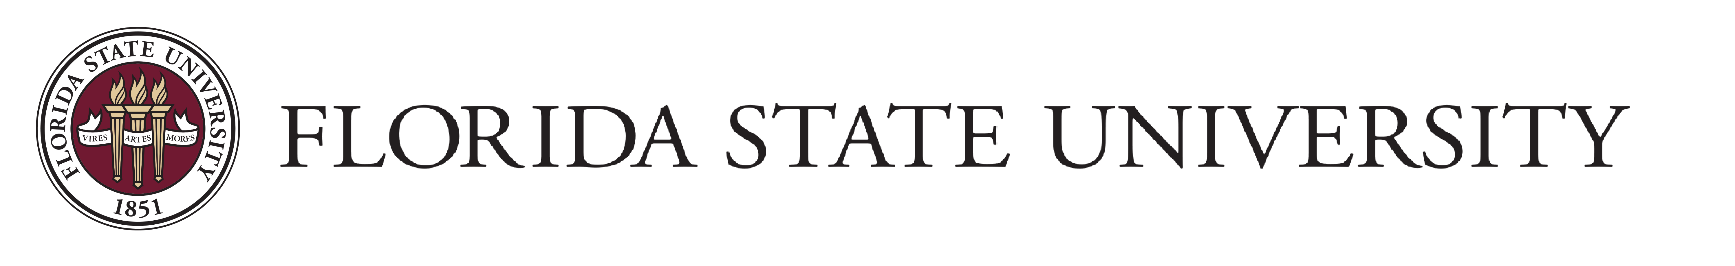 FLORIDA STATE UNIVERSITY
VIRES ARTES MORES
1851
FLORIDA STATE UNIVERSITY